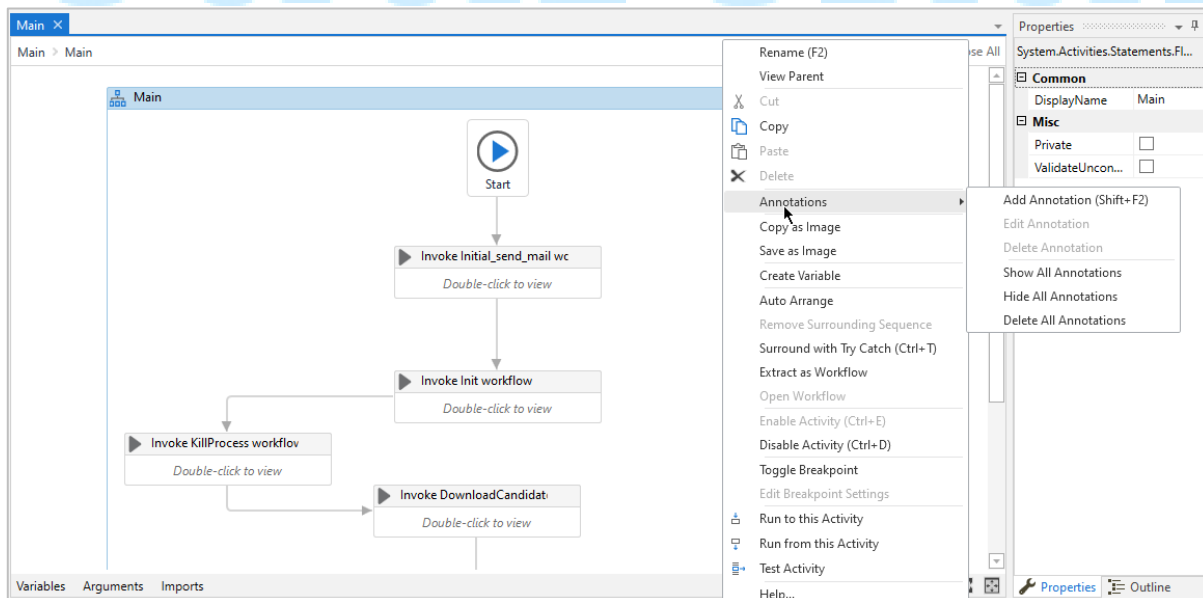 Main
Main > Main
se All
Main
Start
Invoke Initial_send_mail wc
Double-click to view
Invoke Init workflow
Double-click to view
Invoke KillProcess workflov
Double-click to view
Invoke DownloadCandidat
Double-click to view
Variables Arguments Imports
Rename (F2)
View Parent
Cut
Copy
Paste
Delete
Annotations
Copy as Image
Save as Image
Create Variable
Auto Arrange
Remove Surrounding Sequence
Surround with Try Catch (Ctrl+T)
Extract as Workflow
Open Workflow
Enable Activity (Ctrl+E)
Disable Activity (Ctrl+D)
Toggle Breakpoint
Edit Breakpoint Settings
Run to this Activity
Run from this Activity
Test Activity
Help...
Add Annotation (Shift+F2)
Edit Annotation
Delete Annotation
Show All Annotations
Hide All Annotations
Delete All Annotations
Properties
System.Activities.Statements.Fl...
Common
DisplayName Main
Misc
Private
ValidateUncon...
Properties Outline